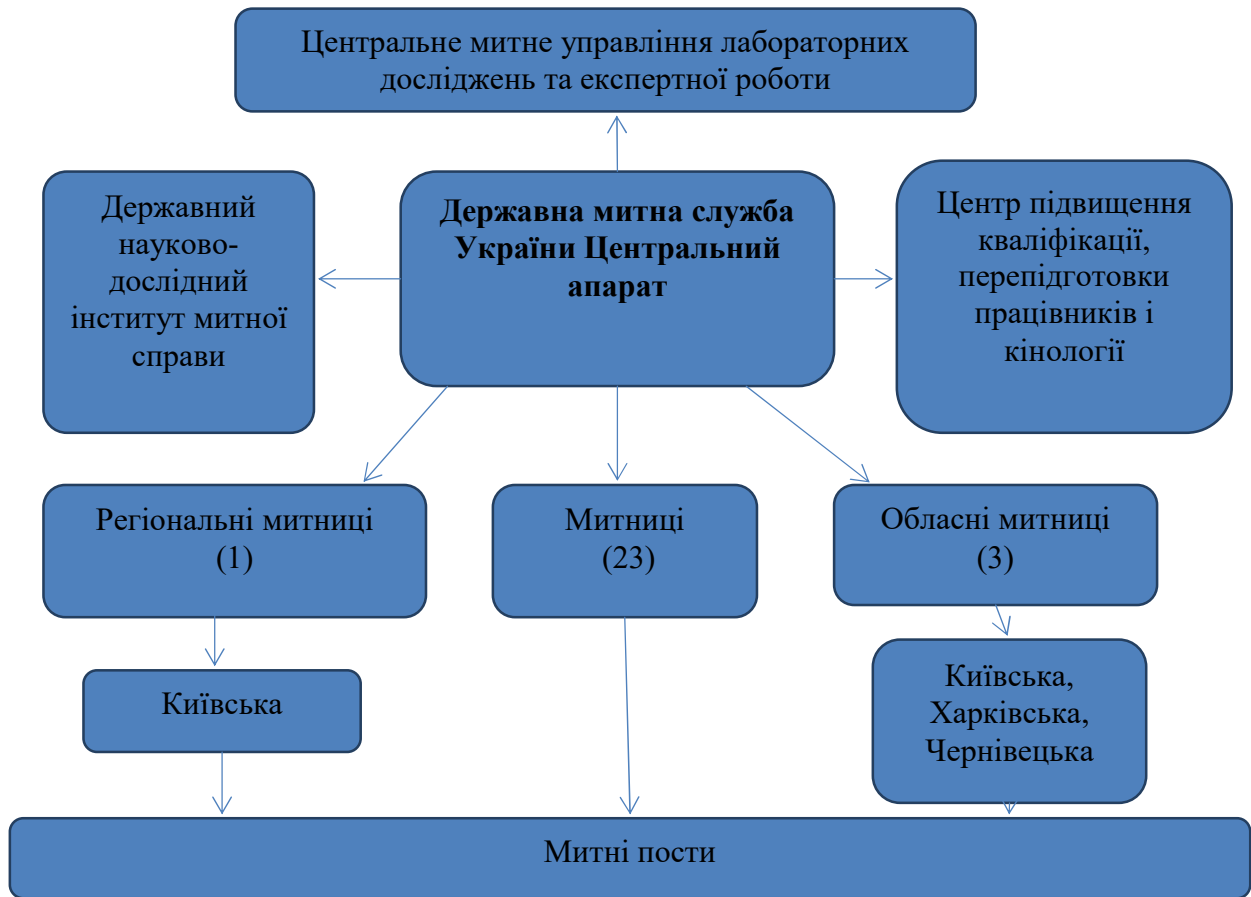 Центральне митне управління лабораторних
досліджень та експертної роботи
Державний
науково-
дослідний
інститут митної
справи
Державна митна служба
України Центральний
апарат
Центр підвищення
кваліфікації,
перепідготовки
працівників і
кінології
Регіональні митниці
(1)
Митниці
(23)
Обласні митниці
(3)
Київська
Київська,
Харківська,
Чернівецька
Митні пости